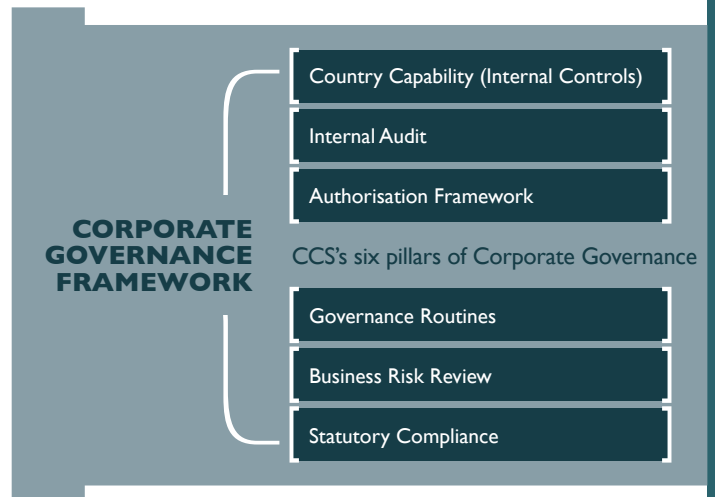 Country Capability (Internal Controls)
Internal Audit
Authorisation Framework
CORPORATE
GOVERNANCE
FRAMEWORK
CCS's six pillars of Corporate Governance
Governance Routines
Business Risk Review
Statutory Compliance